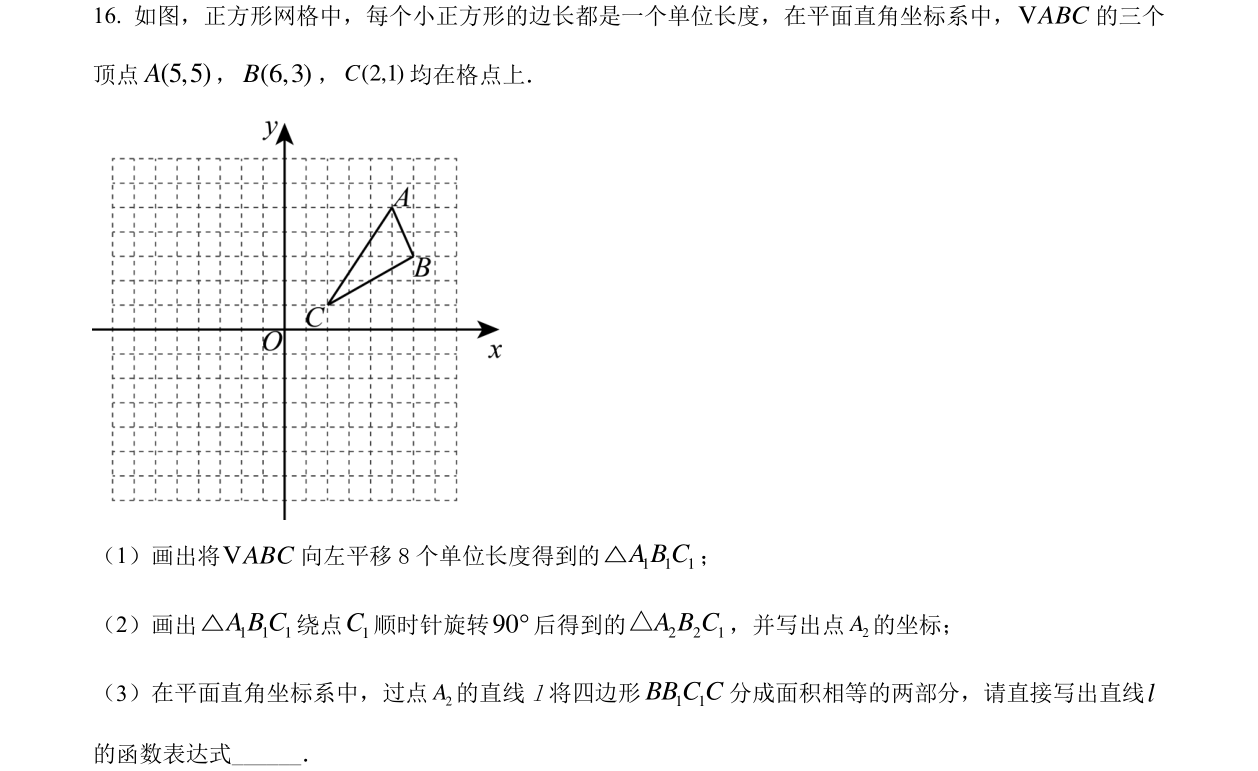 16. 如图，正方形网格中，每个小正方形的边长都是一个单位长度，在平面直角坐标系中，VABC 的三个
顶点 A(5,5)，B(6,3)，C(2,1) 均在格点上．
y
A
B
C
O
x
（1）画出将VABC 向左平移 8 个单位长度得到的 △A₁B₁C₁；
（2）画出 △A₁B₁C₁ 绕点 C₁ 顺时针旋转 90° 后得到的 △A₂B₂C₁，并写出点 A₂ 的坐标；
（3）在平面直角坐标系中，过点 A₂ 的直线 l 将四边形 BB₁C₁C 分成面积相等的两部分，请直接写出直线 l
的函数表达式______．